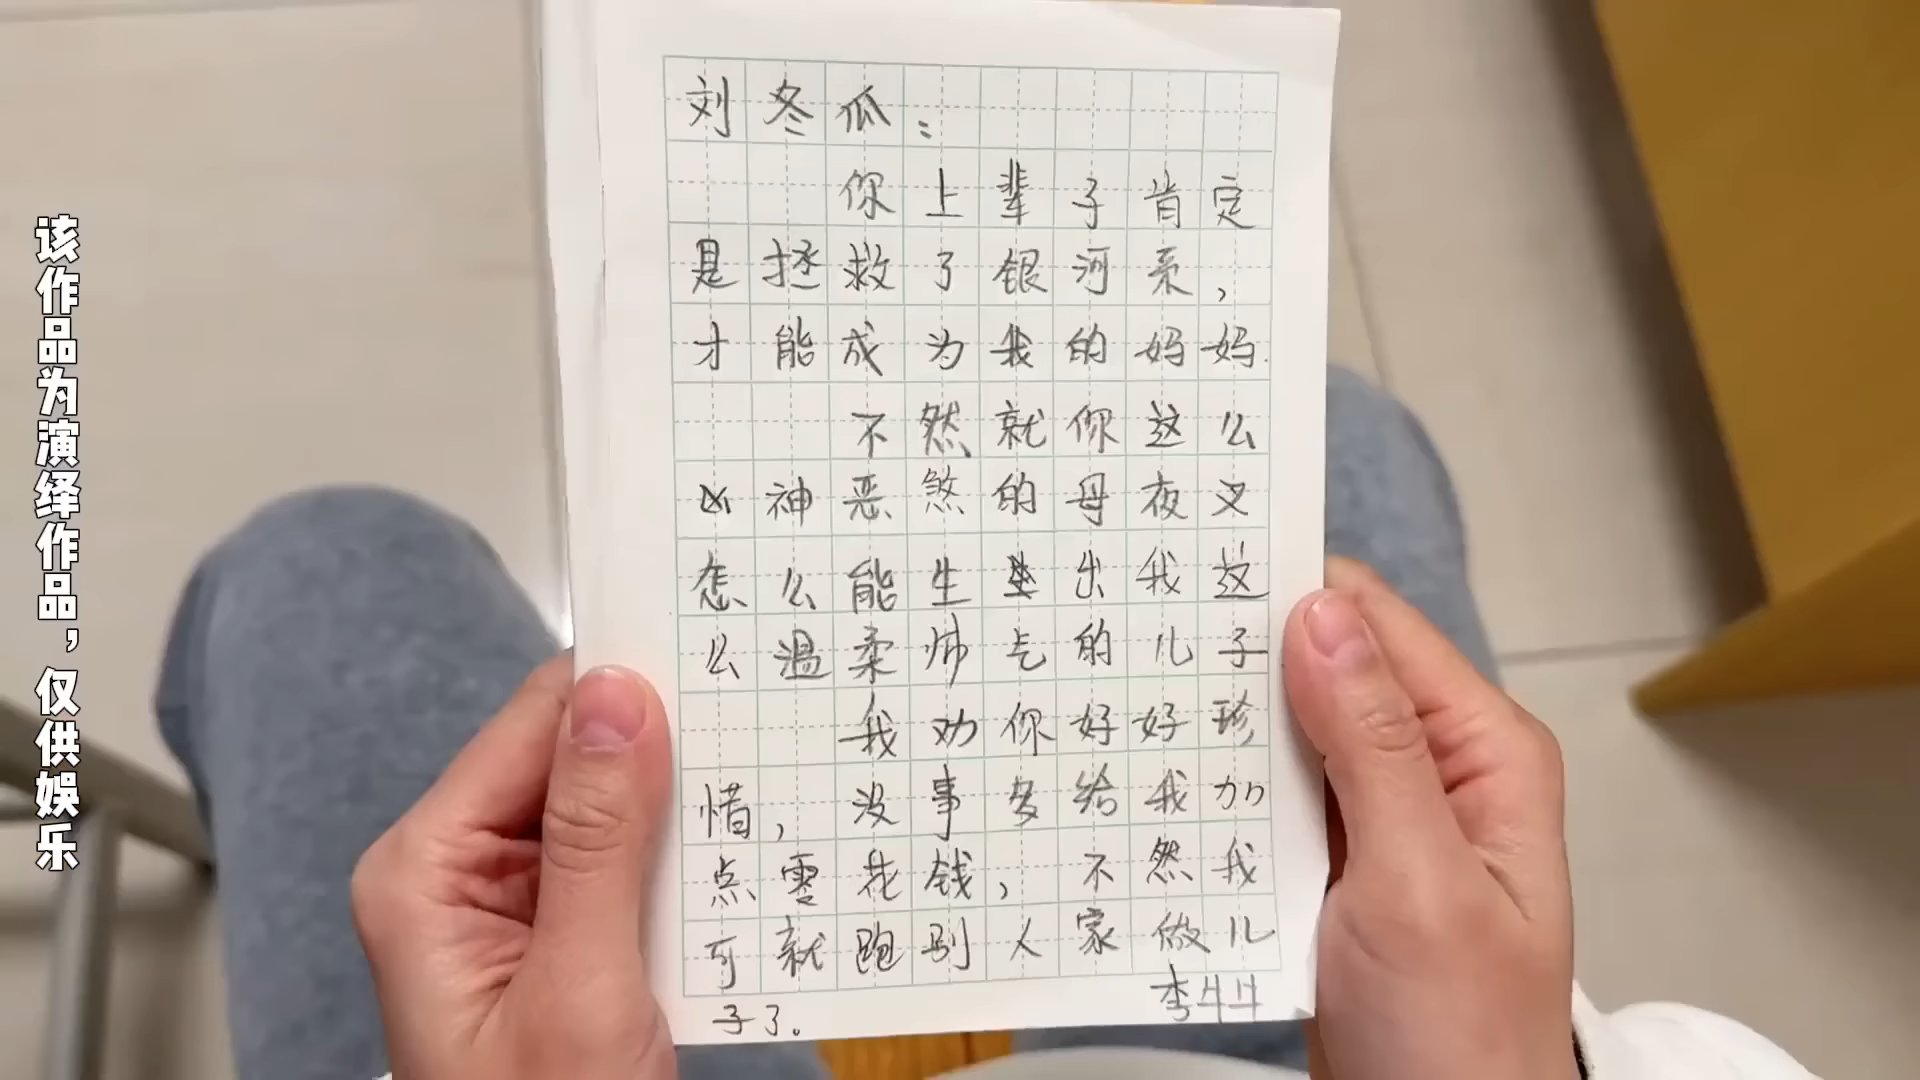 刘冬瓜：
你上辈子肯定
是拯救了银河系，
才能成为我的妈妈.
不然就你这么
凶神恶煞的母夜叉
怎么能生出我这
么温柔帅气的儿子
我劝你好好珍
惜，没事多给我加
点零花钱，不然我
可就跑别人家做儿
子了。
李牛牛
该作品为演绎作品，仅供娱乐